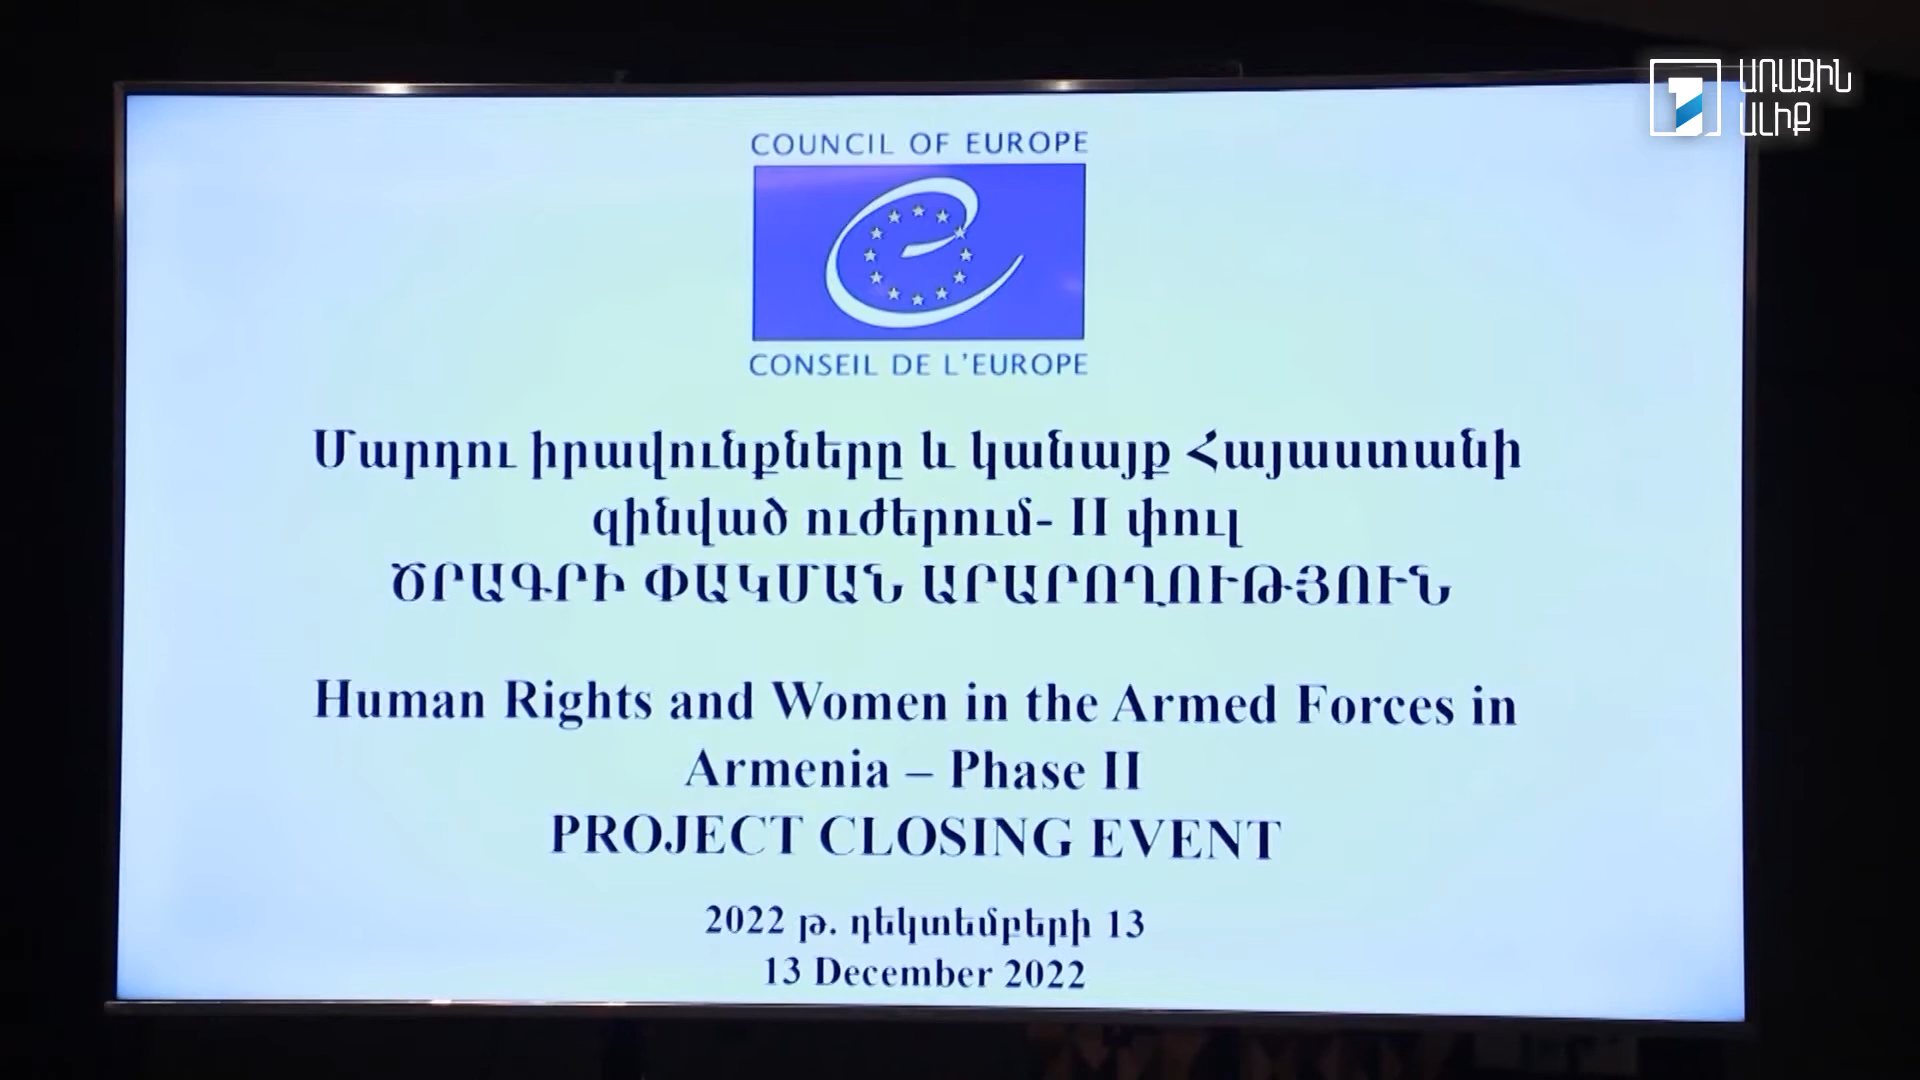 ԱՌԱՋԻՆ
ԱԼԻՔ
COUNCIL OF EUROPE
CONSEIL DE L'EUROPE
Մարդու իրավունքները և կանայք Հայաստանի
զինված ուժերում- II փուլ
ԾՐԱԳՐԻ ՓԱԿՄԱՆ ԱՐԱՐՈՂՈՒԹՅՈՒՆ
Human Rights and Women in the Armed Forces in
Armenia – Phase II
PROJECT CLOSING EVENT
2022 թ. դեկտեմբերի 13
13 December 2022